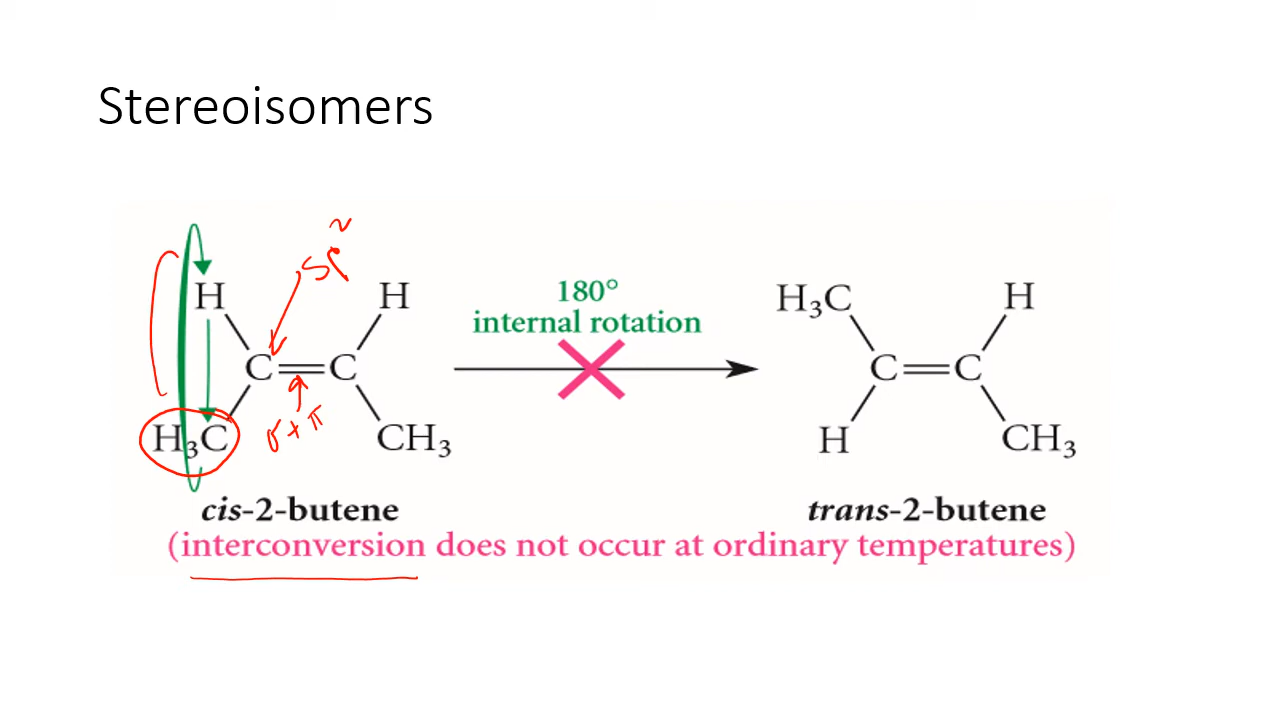 Stereoisomers
sp²
H H
C=C
H₃C CH₃
σ+π
180°
internal rotation
H₃C H
C=C
H CH₃
cis-2-butene
trans-2-butene
(interconversion does not occur at ordinary temperatures)